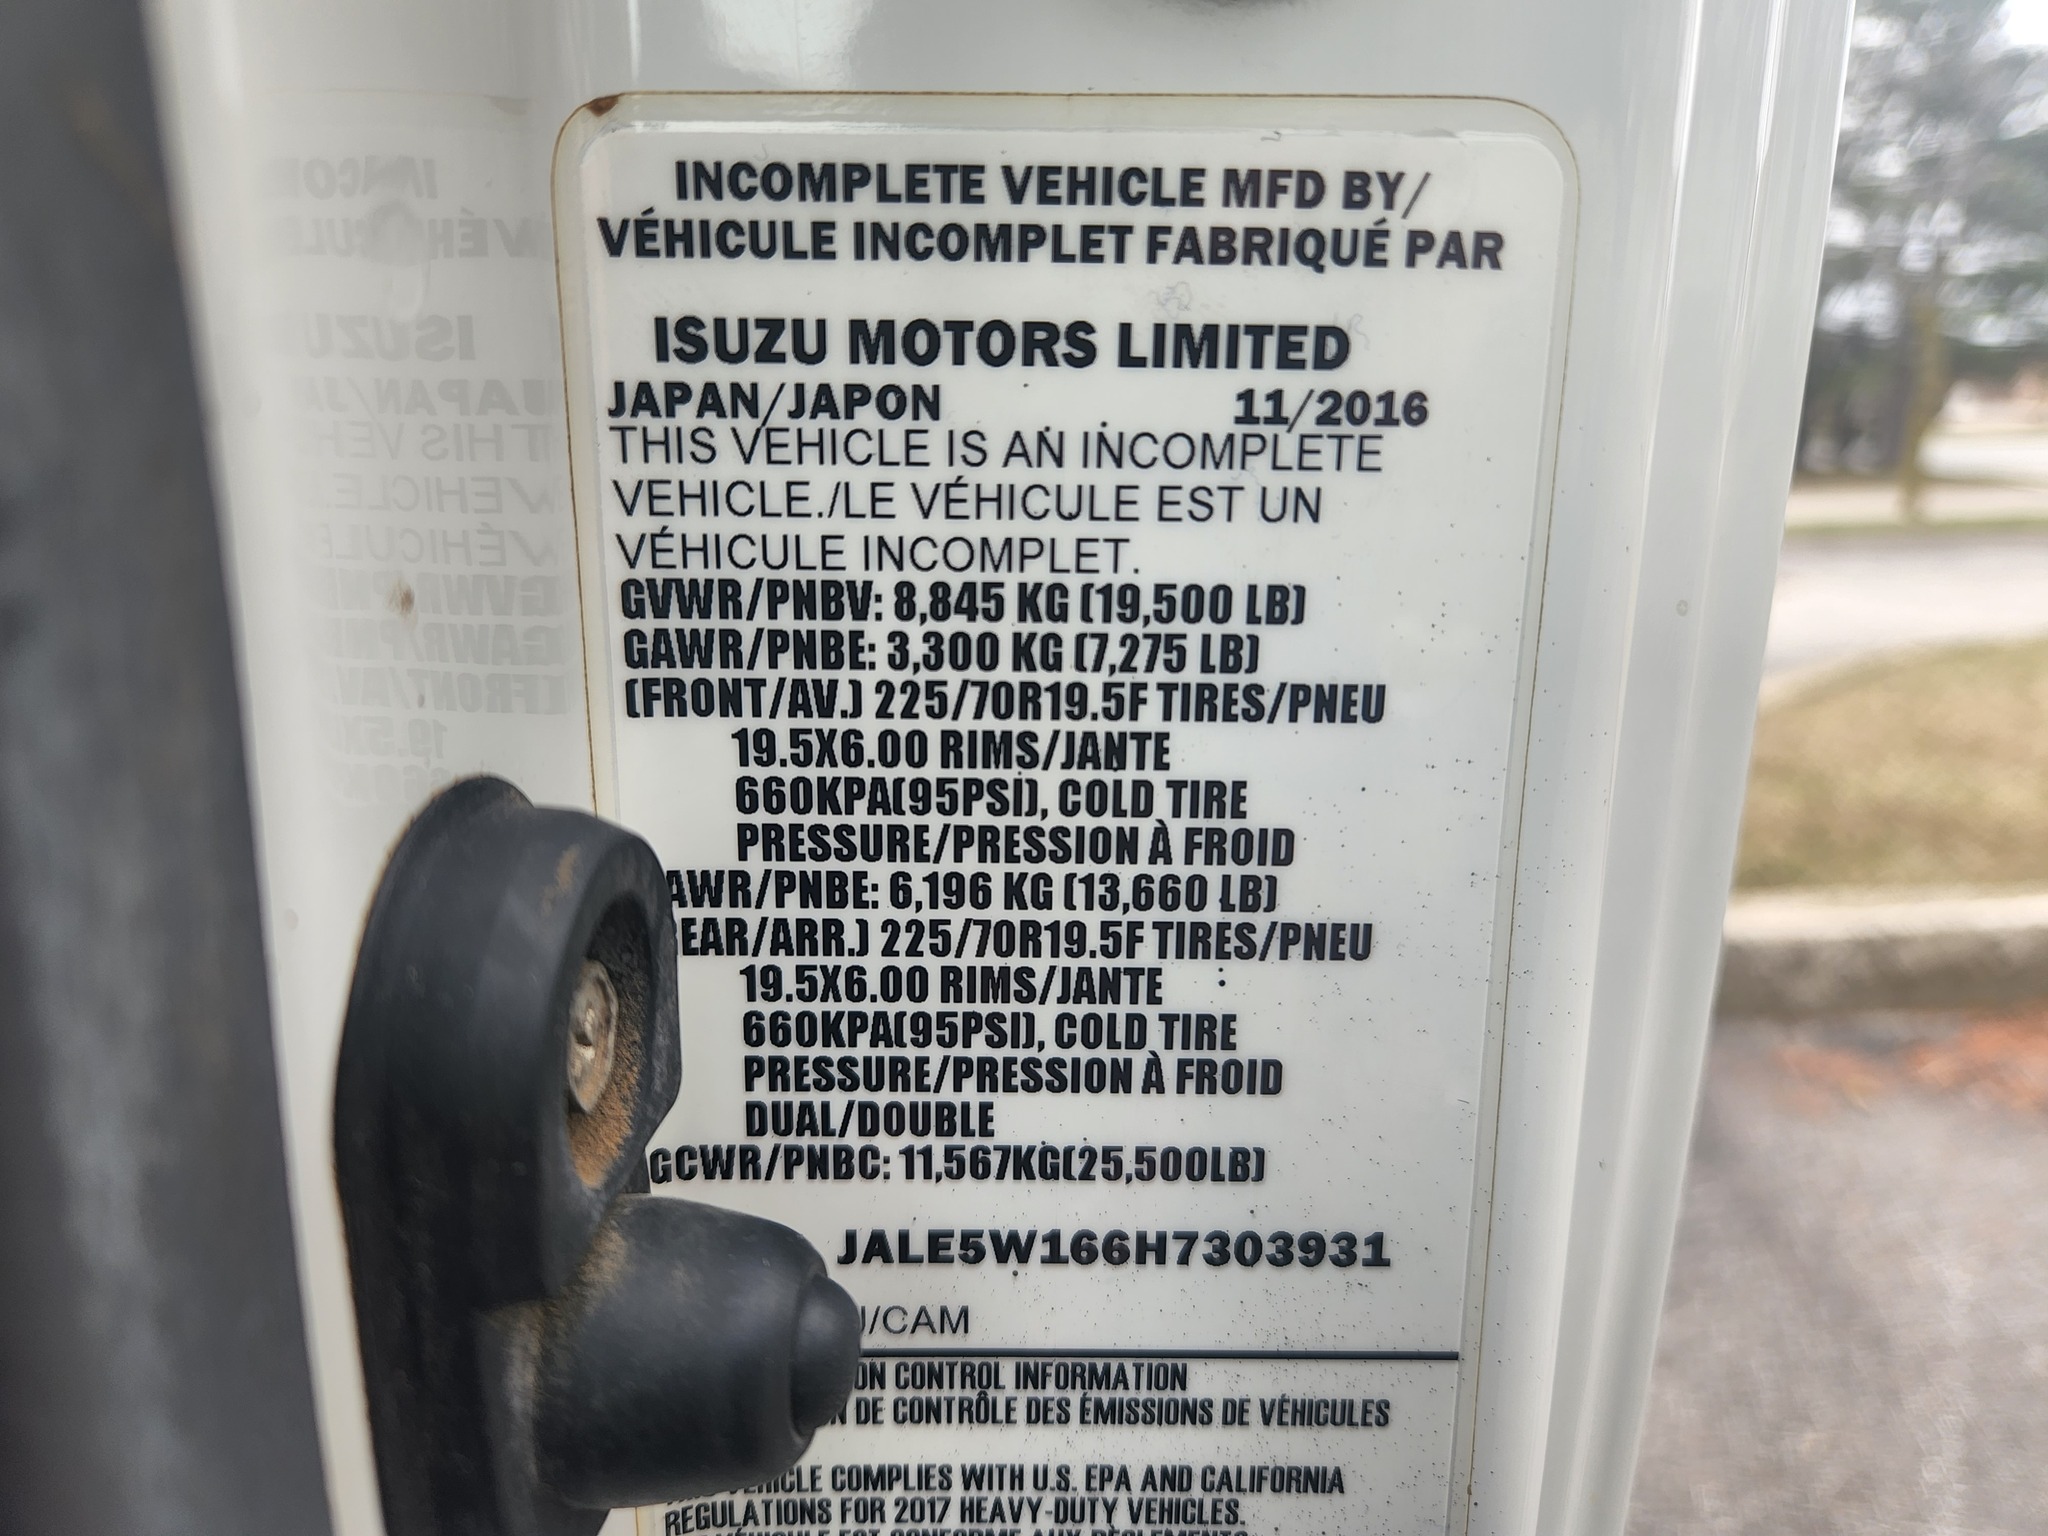 INCOMPLETE VEHICLE MFD BY/
VÉHICULE INCOMPLET FABRIQUÉ PAR
ISUZU MOTORS LIMITED
JAPAN/JAPON 11/2016
THIS VEHICLE IS AN INCOMPLETE
VEHICLE./LE VÉHICULE EST UN
VÉHICULE INCOMPLET.
GVWR/PNBV: 8,845 KG (19,500 LB)
GAWR/PNBE: 3,300 KG (7,275 LB)
(FRONT/AV.) 225/70R19.5F TIRES/PNEU
19.5X6.00 RIMS/JANTE
660KPA(95PSI), COLD TIRE
PRESSURE/PRESSION À FROID
AWR/PNBE: 6,196 KG (13,660 LB)
EAR/ARR.) 225/70R19.5F TIRES/PNEU
19.5X6.00 RIMS/JANTE
660KPA(95PSI), COLD TIRE
PRESSURE/PRESSION À FROID
DUAL/DOUBLE
GCWR/PNBC: 11,567KG(25,500LB)
JALE5W166H7303931
/CAM
ON CONTROL INFORMATION
N DE CONTRÔLE DES ÉMISSIONS DE VÉHICULES
HICLE COMPLIES WITH U.S. EPA AND CALIFORNIA
REGULATIONS FOR 2017 HEAVY-DUTY VEHICLES.